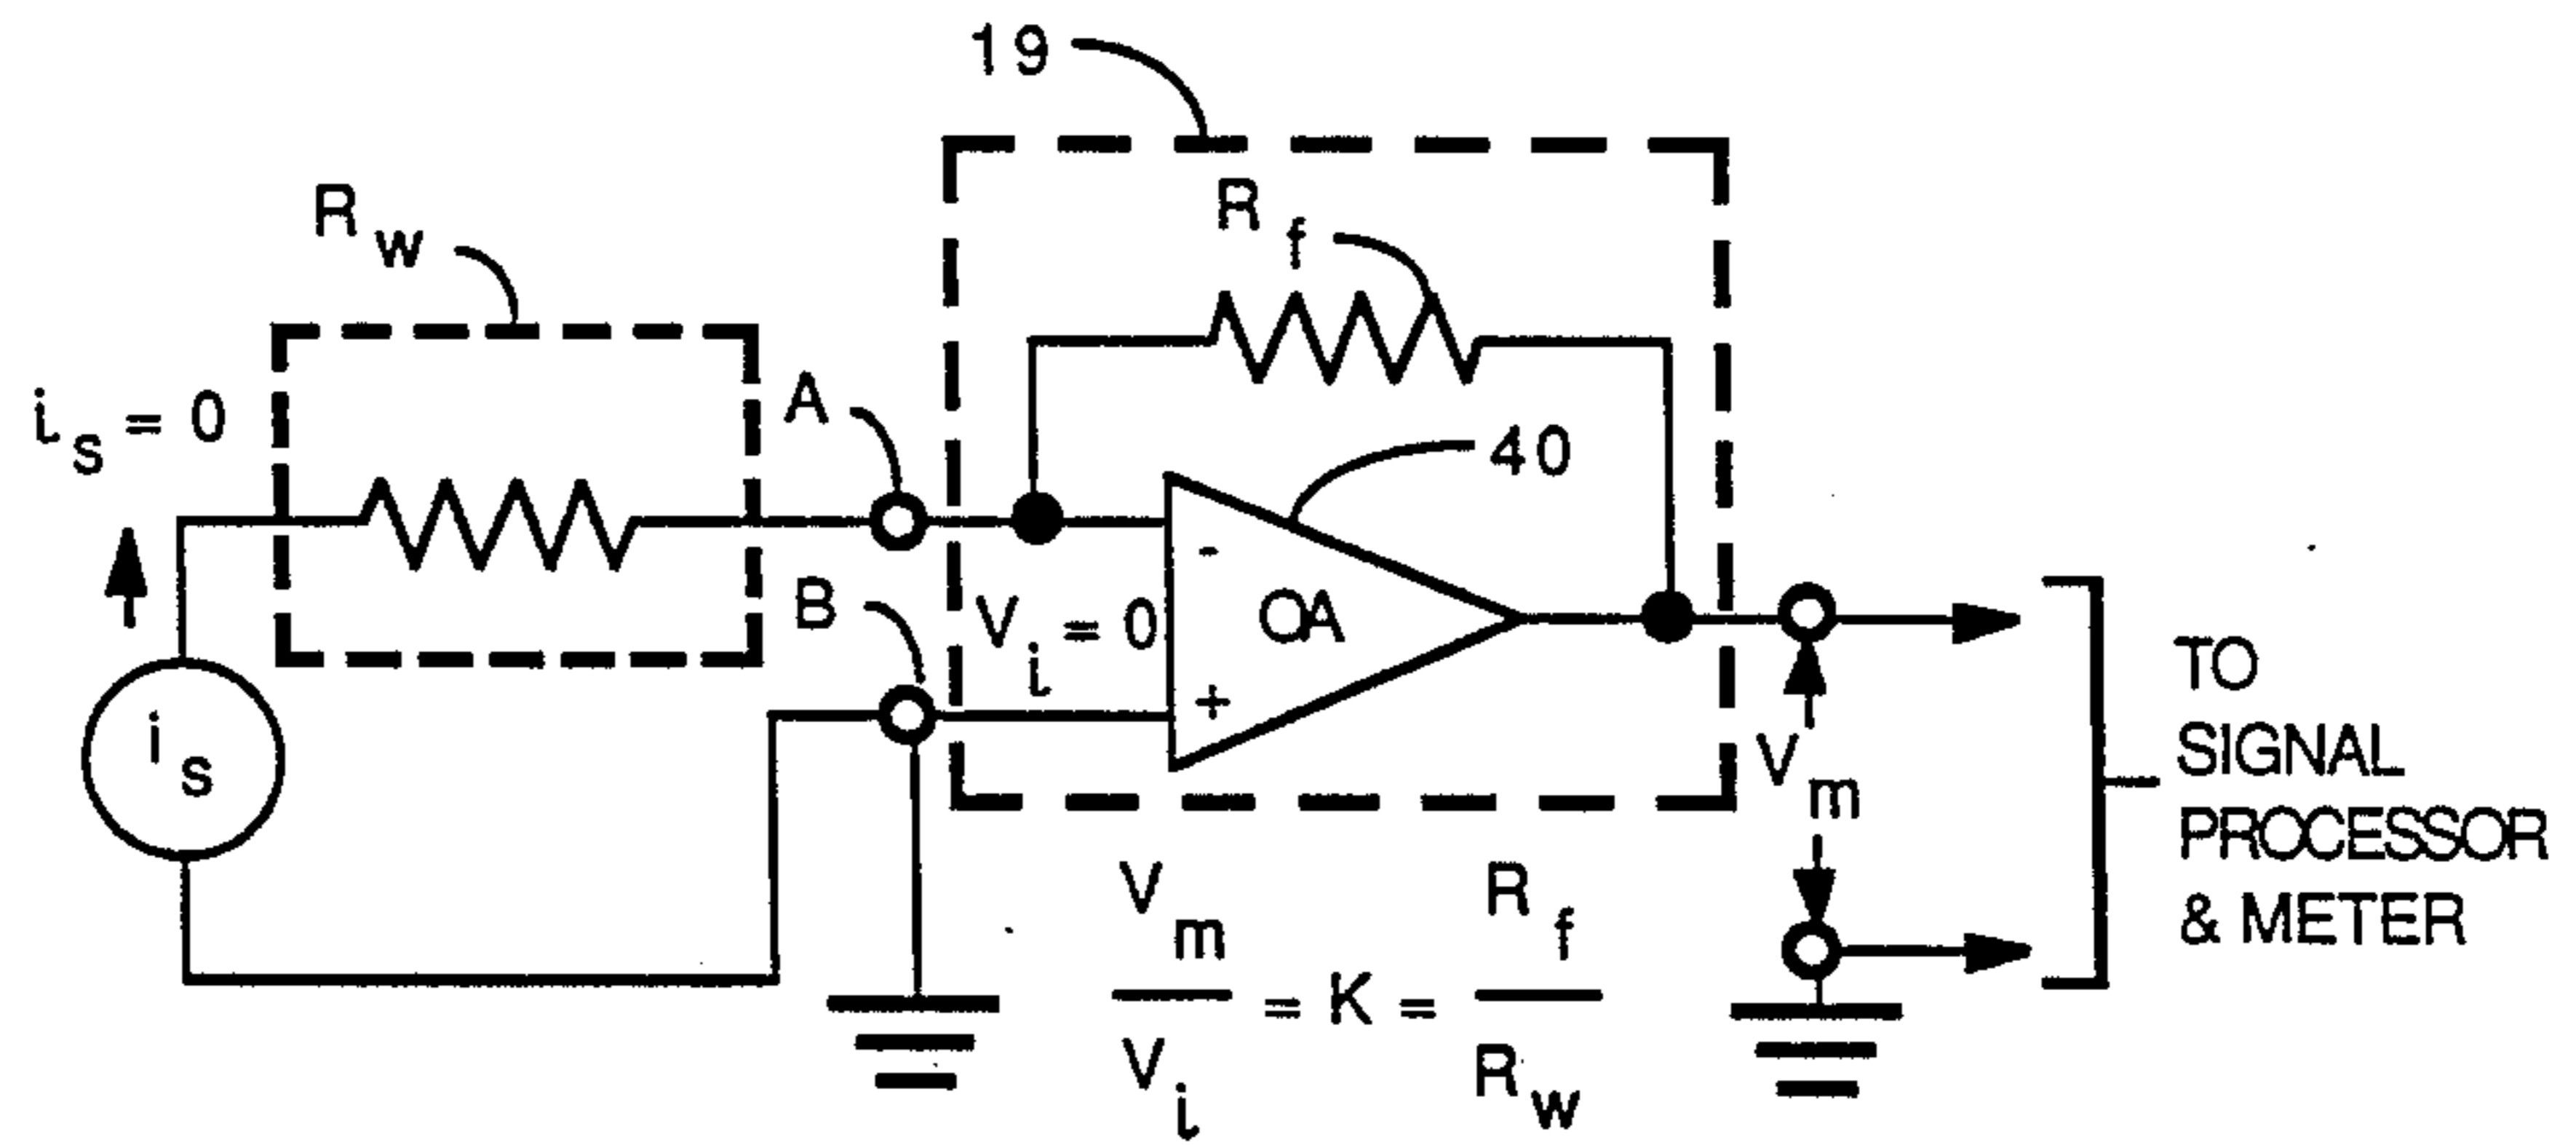 19
R w
R f
i s = 0
A
40
B
V i = 0
-
OA
+
i s
V m
TO
SIGNAL
PROCESSOR
& METER
V m / V i = K = R f / R w